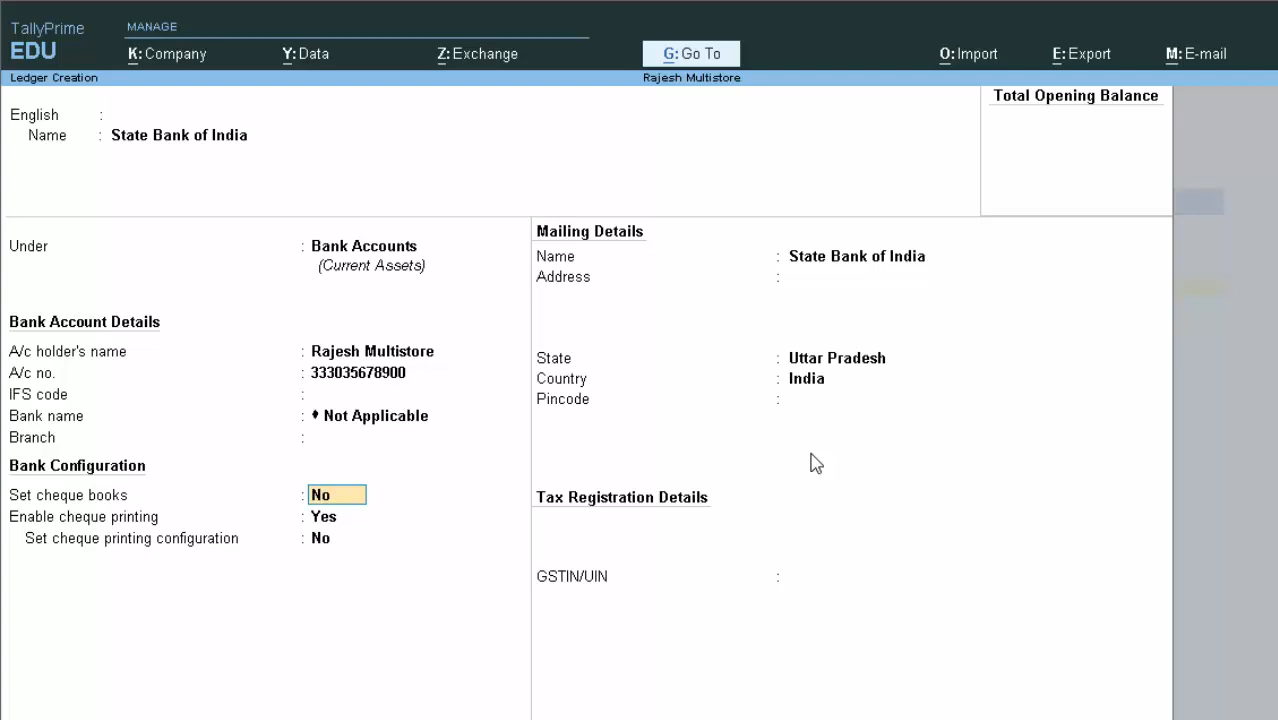 TallyPrime
EDU
MANAGE
K: Company
Y: Data
Z: Exchange
G: Go To
O: Import
E: Export
M: E-mail
Ledger Creation
Rajesh Multistore
English :
Name : State Bank of India
Total Opening Balance
Under : Bank Accounts
(Current Assets)
Bank Account Details
A/c holder's name : Rajesh Multistore
A/c no. : 333035678900
IFS code :
Bank name : ♦ Not Applicable
Branch :
Bank Configuration
Set cheque books : No
Enable cheque printing : Yes
Set cheque printing configuration : No
Mailing Details
Name : State Bank of India
Address :
State : Uttar Pradesh
Country : India
Pincode :
Tax Registration Details
GSTIN/UIN :